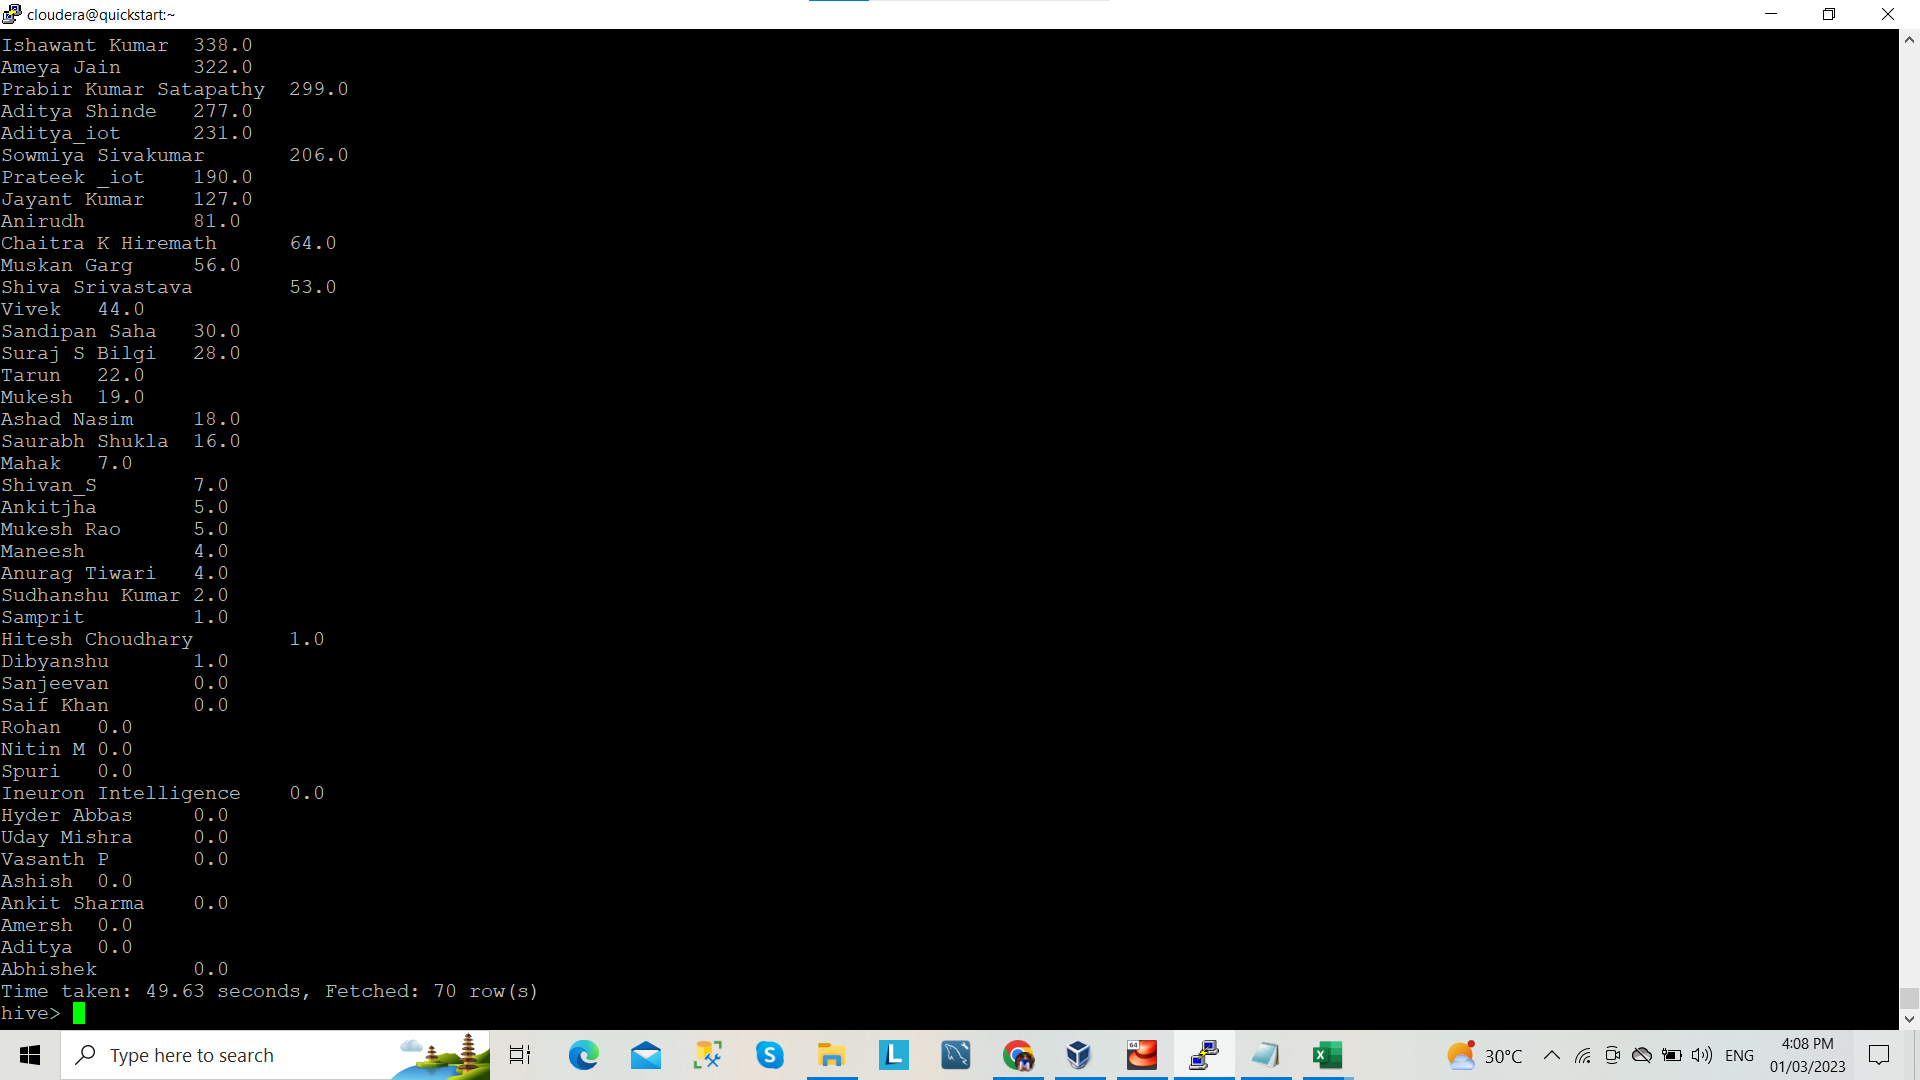 cloudera@quickstart:~
Ishawant Kumar 338.0
Ameya Jain 322.0
Prabir Kumar Satapathy 299.0
Aditya Shinde 277.0
Aditya_iot 231.0
Sowmiya Sivakumar 206.0
Prateek _iot 190.0
Jayant Kumar 127.0
Anirudh 81.0
Chaitra K Hiremath 64.0
Muskan Garg 56.0
Shiva Srivastava 53.0
Vivek 44.0
Sandipan Saha 30.0
Suraj S Bilgi 28.0
Tarun 22.0
Mukesh 19.0
Ashad Nasim 18.0
Saurabh Shukla 16.0
Mahak 7.0
Shivan_S 7.0
Ankitjha 5.0
Mukesh Rao 5.0
Maneesh 4.0
Anurag Tiwari 4.0
Sudhanshu Kumar 2.0
Samprit 1.0
Hitesh Choudhary 1.0
Dibyanshu 1.0
Sanjeevan 0.0
Saif Khan 0.0
Rohan 0.0
Nitin M 0.0
Spuri 0.0
Ineuron Intelligence 0.0
Hyder Abbas 0.0
Uday Mishra 0.0
Vasanth P 0.0
Ashish 0.0
Ankit Sharma 0.0
Amersh 0.0
Aditya 0.0
Abhishek 0.0
Time taken: 49.63 seconds, Fetched: 70 row(s)
hive>
Type here to search
L
64
30°C
ENG
4:08 PM
01/03/2023